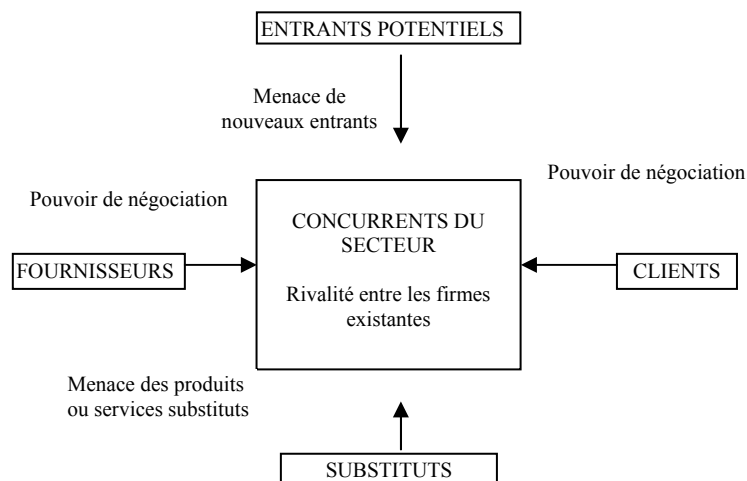 ENTRANTS POTENTIELS
Menace de
nouveaux entrants
Pouvoir de négociation
Pouvoir de négociation
CONCURRENTS DU
SECTEUR
Rivalité entre les firmes
existantes
FOURNISSEURS
CLIENTS
Menace des produits
ou services substituts
SUBSTITUTS